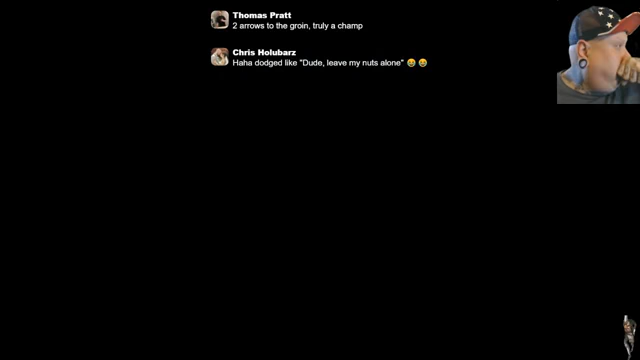 Thomas Pratt
2 arrows to the groin, truly a champ
Chris Holubarz
Haha dodged like "Dude, leave my nuts alone" 😆 😆